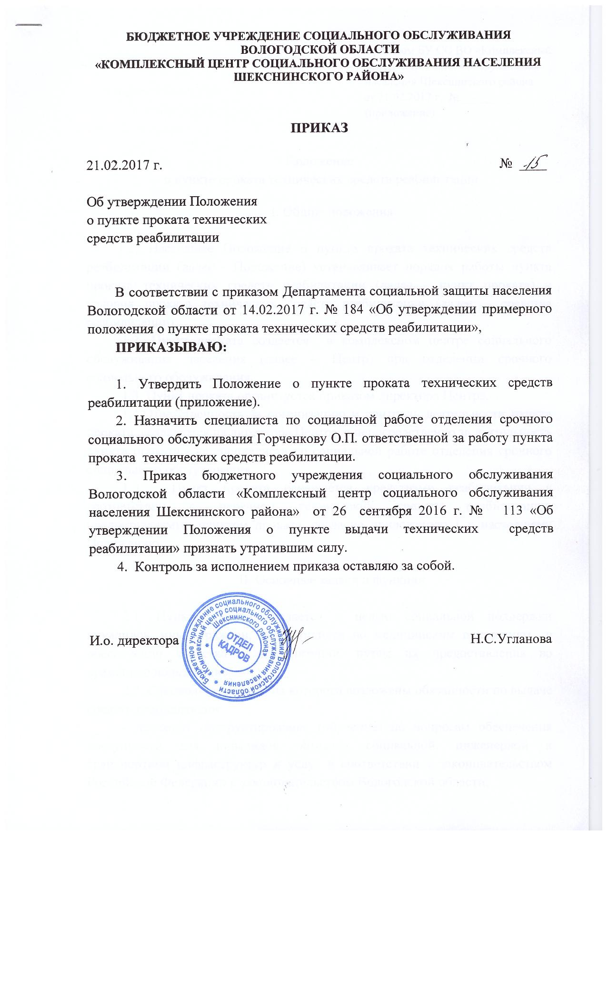 БЮДЖЕТНОЕ УЧРЕЖДЕНИЕ СОЦИАЛЬНОГО ОБСЛУЖИВАНИЯ
ВОЛОГОДСКОЙ ОБЛАСТИ
«КОМПЛЕКСНЫЙ ЦЕНТР СОЦИАЛЬНОГО ОБСЛУЖИВАНИЯ НАСЕЛЕНИЯ
ШЕКСНИНСКОГО РАЙОНА»
ПРИКАЗ
21.02.2017 г. № 15
Об утверждении Положения
о пункте проката технических
средств реабилитации
В соответствии с приказом Департамента социальной защиты населения
Вологодской области от 14.02.2017 г. № 184 «Об утверждении примерного
положения о пункте проката технических средств реабилитации»,
ПРИКАЗЫВАЮ:
1. Утвердить Положение о пункте проката технических средств
реабилитации (приложение).
2. Назначить специалиста по социальной работе отделения срочного
социального обслуживания Горченкову О.П. ответственной за работу пункта
проката технических средств реабилитации.
3. Приказ бюджетного учреждения социального обслуживания
Вологодской области «Комплексный центр социального обслуживания
населения Шекснинского района» от 26 сентября 2016 г. № 113 «Об
утверждении Положения о пункте выдачи технических средств
реабилитации» признать утратившим силу.
4. Контроль за исполнением приказа оставляю за собой.
И.о. директора Н.С.Угланова
Бюджетное учреждение социального обслуживания Вологодской области
«Комплексный центр социального обслуживания населения
Шекснинского района»
ОТДЕЛ
КАДРОВ